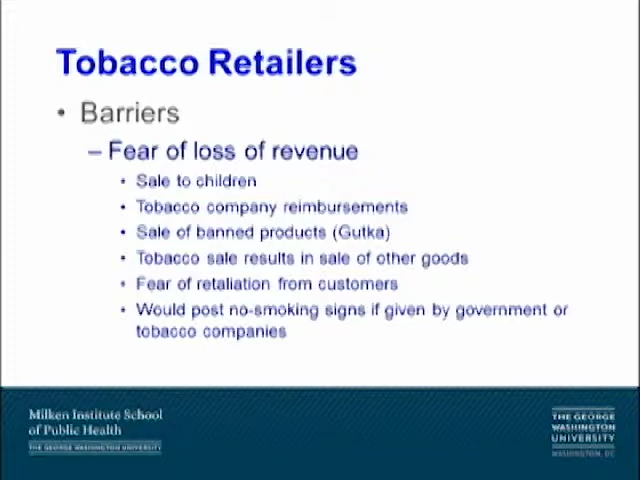 Tobacco Retailers
• Barriers
– Fear of loss of revenue
• Sale to children
• Tobacco company reimbursements
• Sale of banned products (Gutka)
• Tobacco sale results in sale of other goods
• Fear of retaliation from customers
• Would post no-smoking signs if given by government or
tobacco companies
Milken Institute School
of Public Health
THE GEORGE WASHINGTON UNIVERSITY
THE GEORGE
WASHINGTON
UNIVERSITY
WASHINGTON, DC